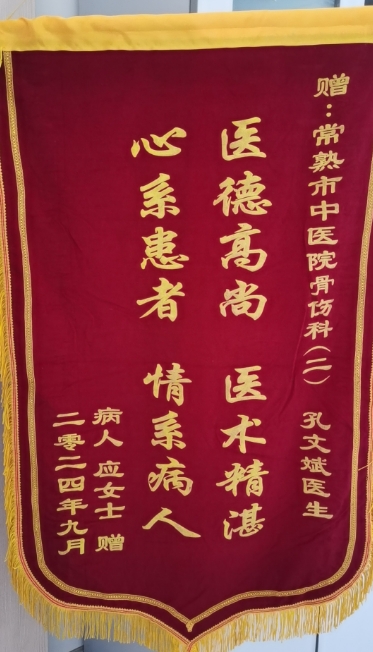 赠：常熟市中医院骨伤科（二） 孔文斌医生
医德高尚 医术精湛
心系患者 情系病人
病人 应女士 赠
二零二四年九月